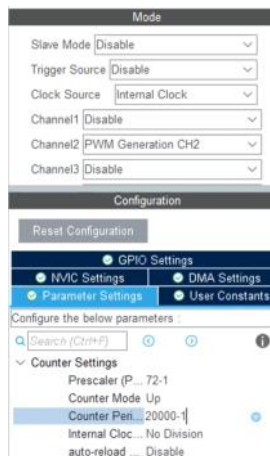 Mode
Slave Mode Disable
Trigger Source Disable
Clock Source Internal Clock
Channel1 Disable
Channel2 PWM Generation CH2
Channel3 Disable
Configuration
Reset Configuration
GPIO Settings
NVIC Settings DMA Settings
Parameter Settings User Constants
Configure the below parameters :
Search (Ctrl+F)
Counter Settings
Prescaler (P... 72-1
Counter Mode Up
Counter Peri... 20000-1
Internal Cloc... No Division
auto-reload ... Disable